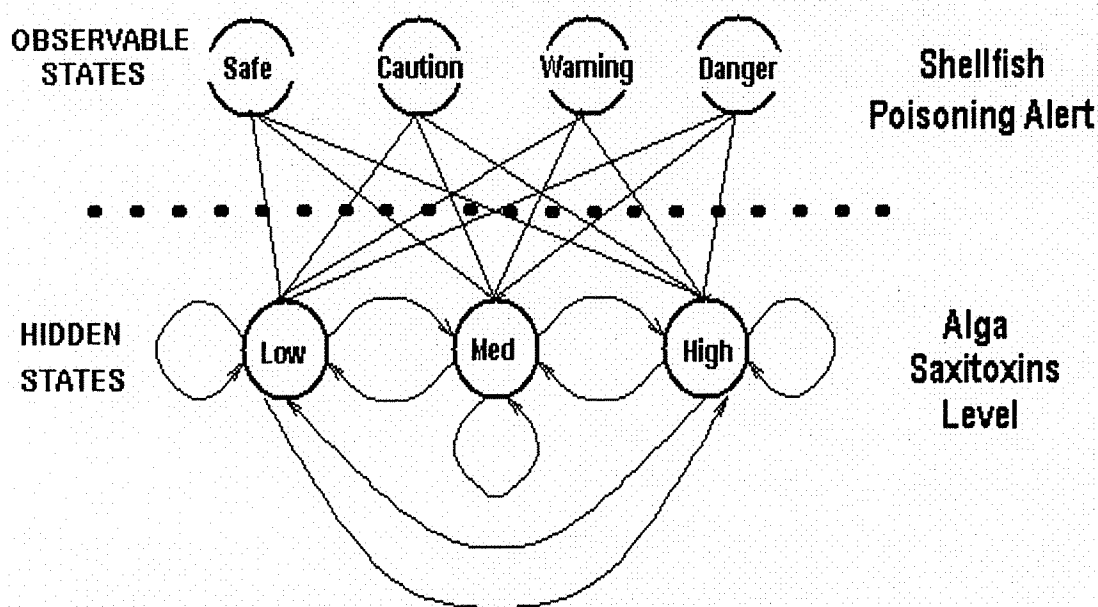 OBSERVABLE
STATES
Safe
Caution
Warning
Danger
Shellfish
Poisoning Alert
HIDDEN
STATES
Low
Med
High
Alga
Saxitoxins
Level